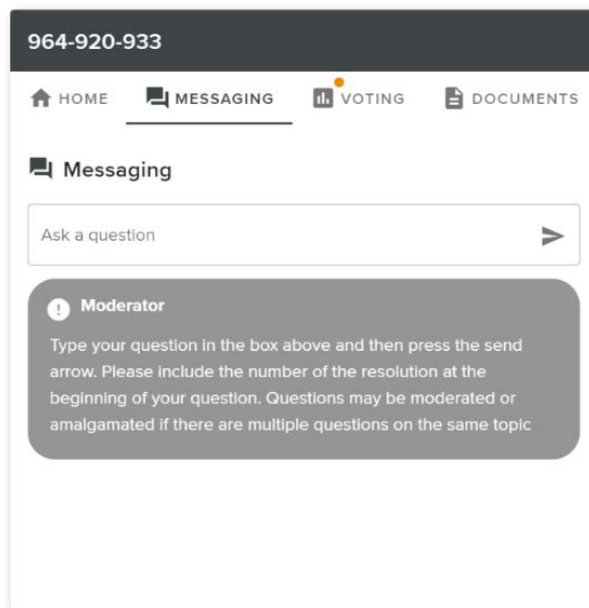 964-920-933
HOME MESSAGING VOTING DOCUMENTS
Messaging
Ask a question
Moderator
Type your question in the box above and then press the send
arrow. Please include the number of the resolution at the
beginning of your question. Questions may be moderated or
amalgamated if there are multiple questions on the same topic